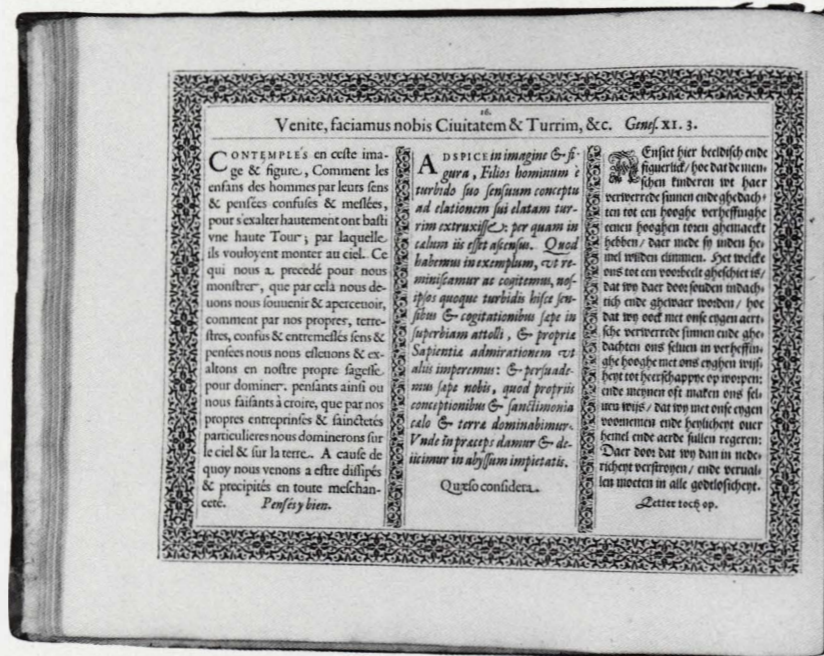 16.
Venite, faciamus nobis Ciuitatem & Turrim, &c. Genes. XI. 3.
CONTEMPLÉS en ceste ima-
ge & figure, Comment les
enfans des hommes par leurs sens
& pensées confuses & meslées,
pour s'exalter hautement ont basti
vne haute Tour; par laquelle
ils vouloyent monter au ciel. Ce
qui nous a precedé pour nous
monstrer, que par cela nous de-
uons nous souuenir & aperceuoir,
comment par nos propres, terre-
stres, confus & entremeslés sens &
pensées nous nous esleuons & ex-
altons en nostre propre sagesse
pour dominer. pensants ainsi ou
nous faisants à croire, que par nos
propres entreprinses & sainctetés
particulieres nous dominerons sur
le ciel & sur la terre. A cause de
quoy nous venons a estre dissipés
& precipités en toute meschan-
ceté. Pensés y bien.
ADSPICE in imagine & fi-
gura, Filios hominum è
turbido suo sensuum conceptu
ad elationem sui elatam tur-
rim extruxisse: per quam in
cælum iis esset ascensus. Quod
habemus in exemplum, vt re-
miniscamur ac cogitemus, nos-
ipsos quoque turbidis hisce sen-
sibus & cogitationibus sæpe in
superbiam attolli, & propriæ
Sapientiæ admirationem vt
aliis imperemus: & persuade-
mus sæpe nobis, quod propriis
conceptionibus & sanctimonia
cælo & terræ dominabimur.
Vnde in præceps damur & de-
iicimur in abyssum impietatis.
Quæso considera.
AEnsiet hier beeldisch ende
figuerlick/ hoe dat de men-
schen kinderen wt haer
verwerrede sinnen ende ghedach-
ten tot een hooghe verheffinghe
eenen hooghen toren ghemaeckt
hebben/ daer mede sy inden he-
mel wilden climmen. Het welcke
ons tot een voorbeelt gheschiet is/
dat wy daer door souden indach-
tich ende ghewaer worden/ hoe
dat wy oock met onse eygen aert-
sche verwerrede sinnen ende ghe-
dachten ons seluen in verheffin-
ghe hooghe met ons eyghen wijs-
heyt tot heerschappye op worpen:
ende meynen oft maken ons sel-
uen wijs/ dat wy met onse eygen
voornemen ende heylicheyt ouer
hemel ende aerde sullen regeren:
Daer door dat wy dan in nede-
richeyt verstroyen/ ende verual-
len moeten in alle godtlosicheyt.
Letter toch op.